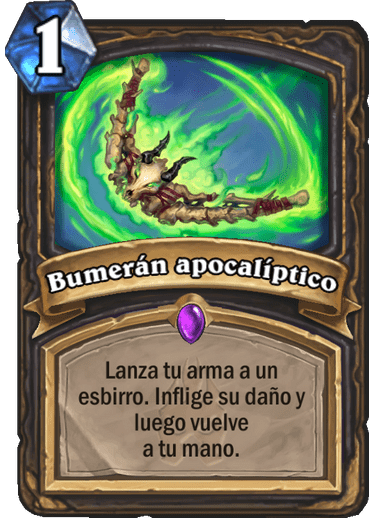 1
Bumerán apocalíptico
Lanza tu arma a un
esbirro. Inflige su daño y
luego vuelve
a tu mano.